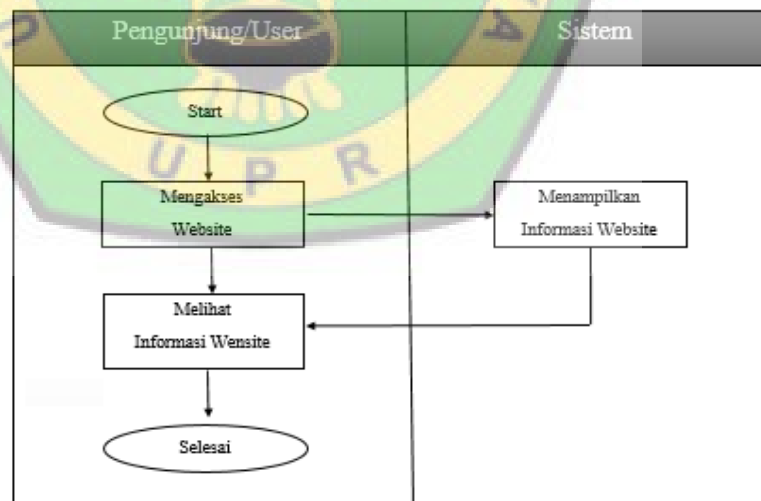 Pengunjung/User
Sistem
Start
U P R
Mengakses
Website
Menampilkan
Informasi Website
Melihat
Informasi Wensite
Selesai